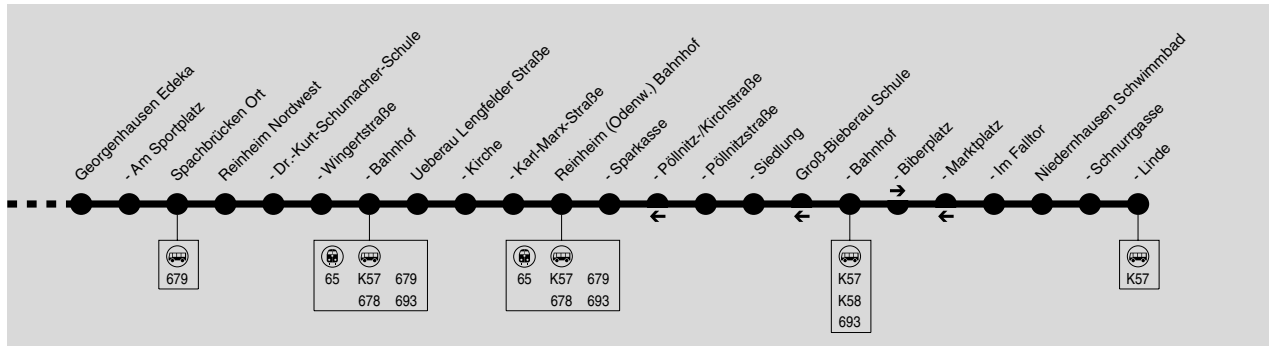 Georgenhausen Edeka
- Am Sportplatz
Spachbrücken Ort
Reinheim Nordwest
- Dr.-Kurt-Schumacher-Schule
- Wingertstraße
- Bahnhof
Ueberau Lengfelder Straße
- Kirche
- Karl-Marx-Straße
Reinheim (Odenw.) Bahnhof
- Sparkasse
- Pöllnitz-/Kirchstraße
- Pöllnitzstraße
- Siedlung
Groß-Bieberau Schule
- Bahnhof
- Biberplatz
- Marktplatz
- Im Falltor
Niedernhausen Schwimmbad
- Schnurrgasse
- Linde
679
65 K57 679
678 693
65 K57 679
678 693
K57
K58
693
K57